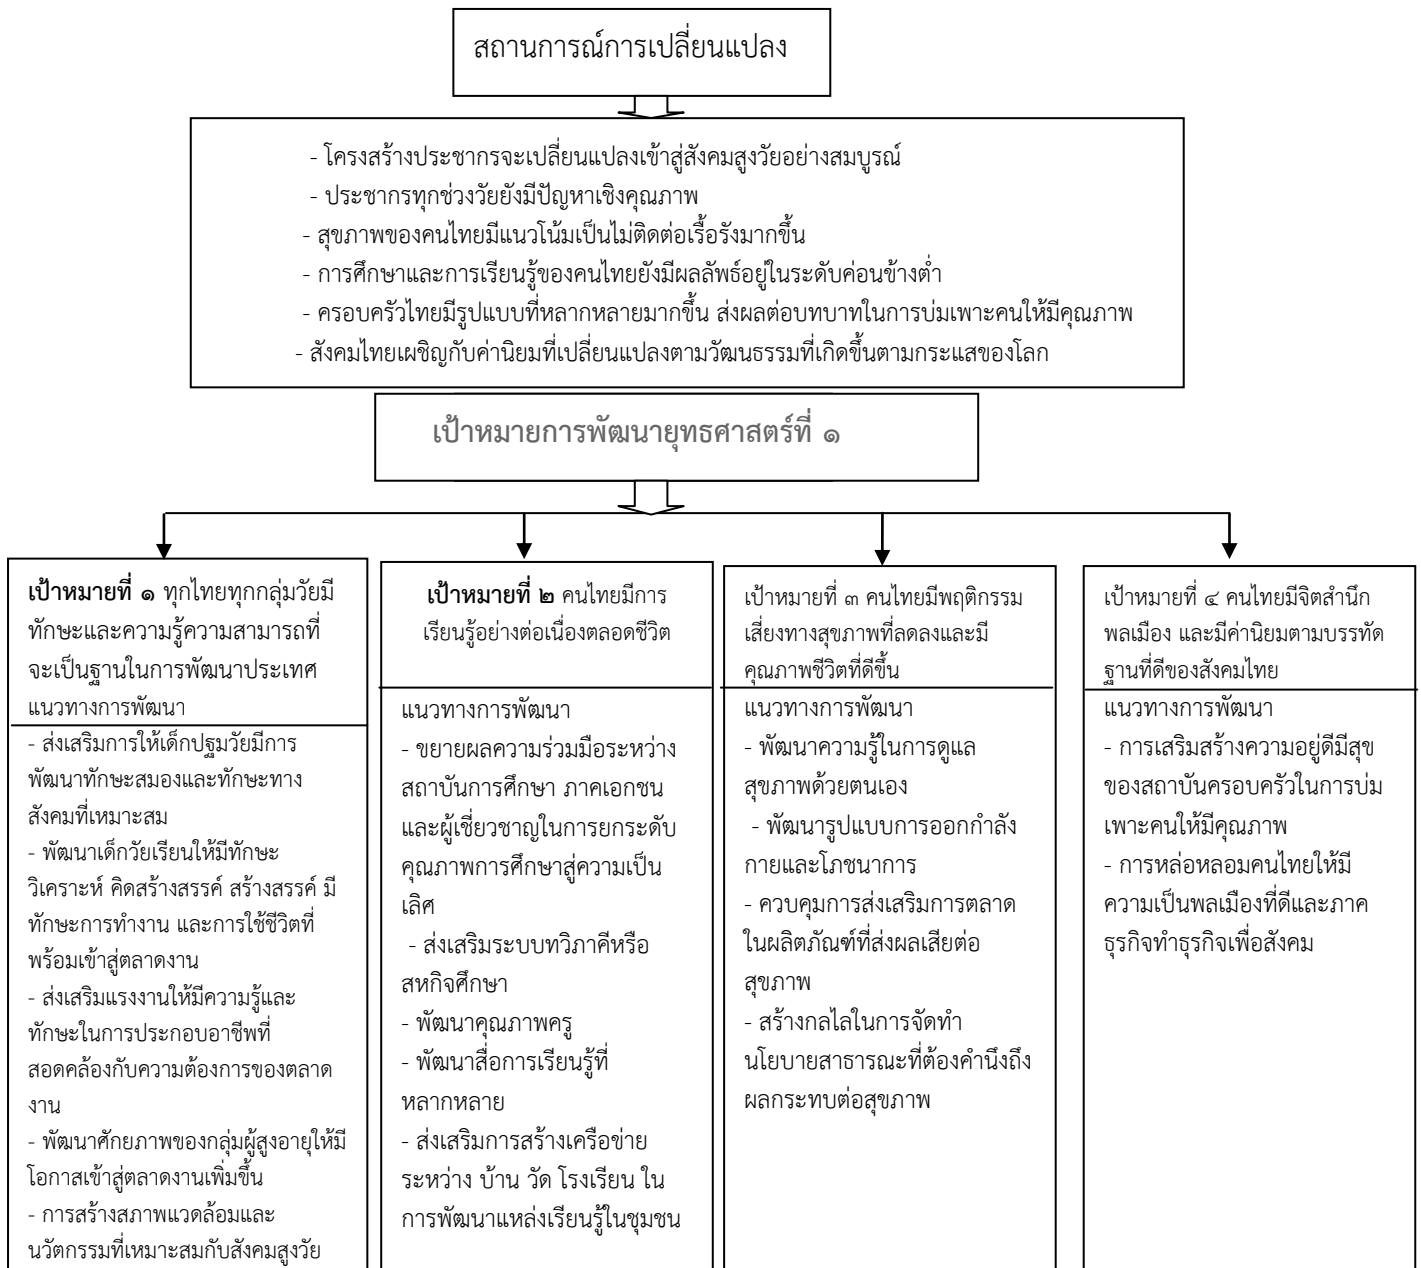 สถานการณ์การเปลี่ยนแปลง
- โครงสร้างประชากรจะเปลี่ยนแปลงเข้าสู่สังคมสูงวัยอย่างสมบูรณ์
- ประชากรทุกช่วงวัยยังมีปัญหาเชิงคุณภาพ
- สุขภาพของคนไทยมีแนวโน้มเป็นไม่ติดต่อเรื้อรังมากขึ้น
- การศึกษาและการเรียนรู้ของคนไทยยังมีผลลัพธ์อยู่ในระดับค่อนข้างต่ำ
- ครอบครัวไทยมีรูปแบบที่หลากหลายมากขึ้น ส่งผลต่อบทบาทในการบ่มเพาะคนให้มีคุณภาพ
- สังคมไทยเผชิญกับค่านิยมที่เปลี่ยนแปลงตามวัฒนธรรมที่เกิดขึ้นตามกระแสของโลก
เป้าหมายการพัฒนายุทธศาสตร์ที่ ๑
เป้าหมายที่ ๑ ทุกไทยทุกกลุ่มวัยมี
ทักษะและความรู้ความสามารถที่
จะเป็นฐานในการพัฒนาประเทศ
แนวทางการพัฒนา
- ส่งเสริมการให้เด็กปฐมวัยมีการ
พัฒนาทักษะสมองและทักษะทาง
สังคมที่เหมาะสม
- พัฒนาเด็กวัยเรียนให้มีทักษะ
วิเคราะห์ คิดสร้างสรรค์ สร้างสรรค์ มี
ทักษะการทำงาน และการใช้ชีวิตที่
พร้อมเข้าสู่ตลาดงาน
- ส่งเสริมแรงงานให้มีความรู้และ
ทักษะในการประกอบอาชีพที่
สอดคล้องกับความต้องการของตลาด
งาน
- พัฒนาศักยภาพของกลุ่มผู้สูงอายุให้มี
โอกาสเข้าสู่ตลาดงานเพิ่มขึ้น
- การสร้างสภาพแวดล้อมและ
นวัตกรรมที่เหมาะสมกับสังคมสูงวัย
เป้าหมายที่ ๒ คนไทยมีการ
เรียนรู้อย่างต่อเนื่องตลอดชีวิต
แนวทางการพัฒนา
- ขยายผลความร่วมมือระหว่าง
สถาบันการศึกษา ภาคเอกชน
และผู้เชี่ยวชาญในการยกระดับ
คุณภาพการศึกษาสู่ความเป็น
เลิศ
- ส่งเสริมระบบทวิภาคีหรือ
สหกิจศึกษา
- พัฒนาคุณภาพครู
- พัฒนาสื่อการเรียนรู้ที่
หลากหลาย
- ส่งเสริมการสร้างเครือข่าย
ระหว่าง บ้าน วัด โรงเรียน ใน
การพัฒนาแหล่งเรียนรู้ในชุมชน
เป้าหมายที่ ๓ คนไทยมีพฤติกรรม
เสี่ยงทางสุขภาพที่ลดลงและมี
คุณภาพชีวิตที่ดีขึ้น
แนวทางการพัฒนา
- พัฒนาความรู้ในการดูแล
สุขภาพด้วยตนเอง
- พัฒนารูปแบบการออกกำลัง
กายและโภชนาการ
- ควบคุมการส่งเสริมการตลาด
ในผลิตภัณฑ์ที่ส่งผลเสียต่อ
สุขภาพ
- สร้างกลไลในการจัดทำ
นโยบายสาธารณะที่ต้องคำนึงถึง
ผลกระทบต่อสุขภาพ
เป้าหมายที่ ๔ คนไทยมีจิตสำนึก
พลเมือง และมีค่านิยมตามบรรทัด
ฐานที่ดีของสังคมไทย
แนวทางการพัฒนา
- การเสริมสร้างความอยู่ดีมีสุข
ของสถาบันครอบครัวในการบ่ม
เพาะคนให้มีคุณภาพ
- การหล่อหลอมคนไทยให้มี
ความเป็นพลเมืองที่ดีและภาค
ธุรกิจทำธุรกิจเพื่อสังคม